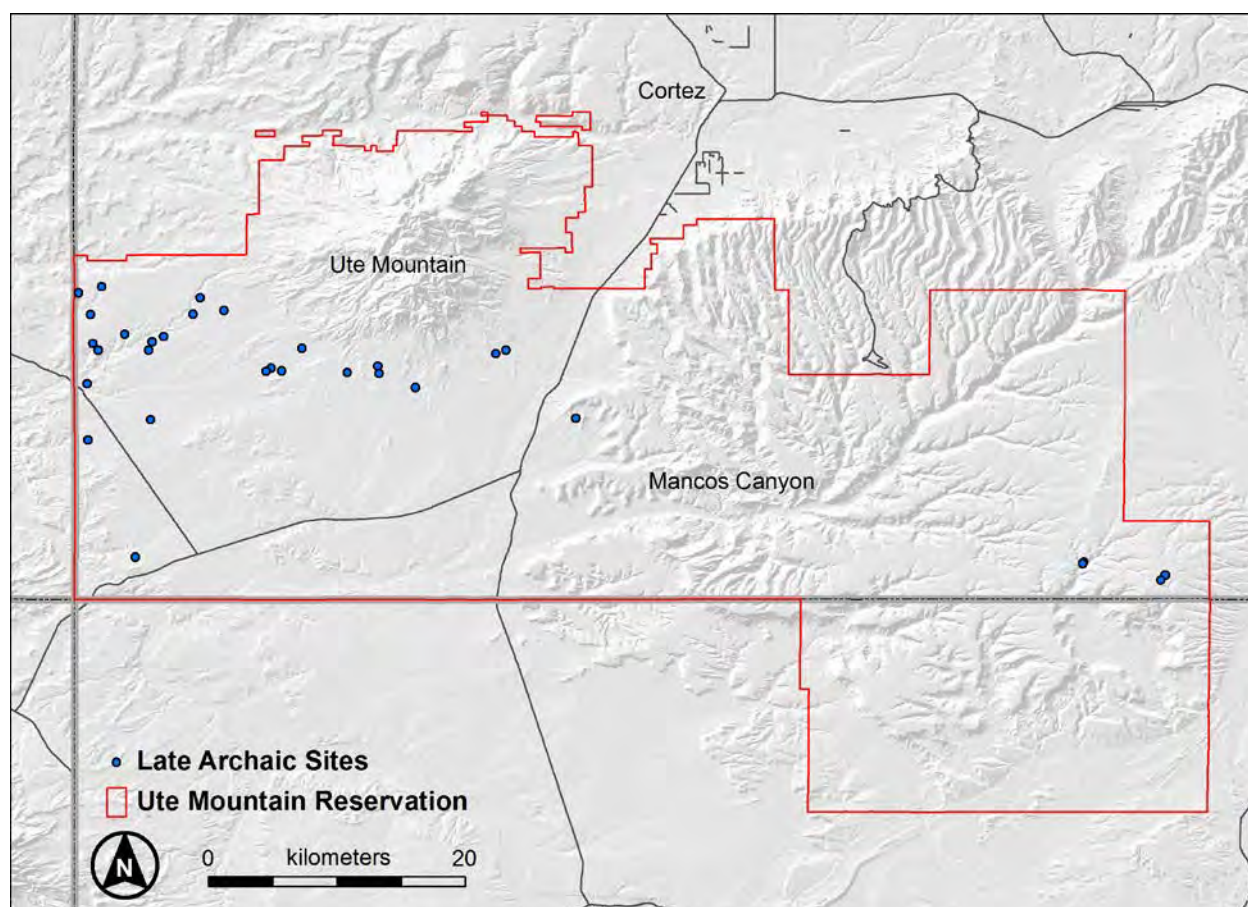 Cortez
Ute Mountain
Mancos Canyon
Late Archaic Sites
Ute Mountain Reservation
N
0 kilometers 20